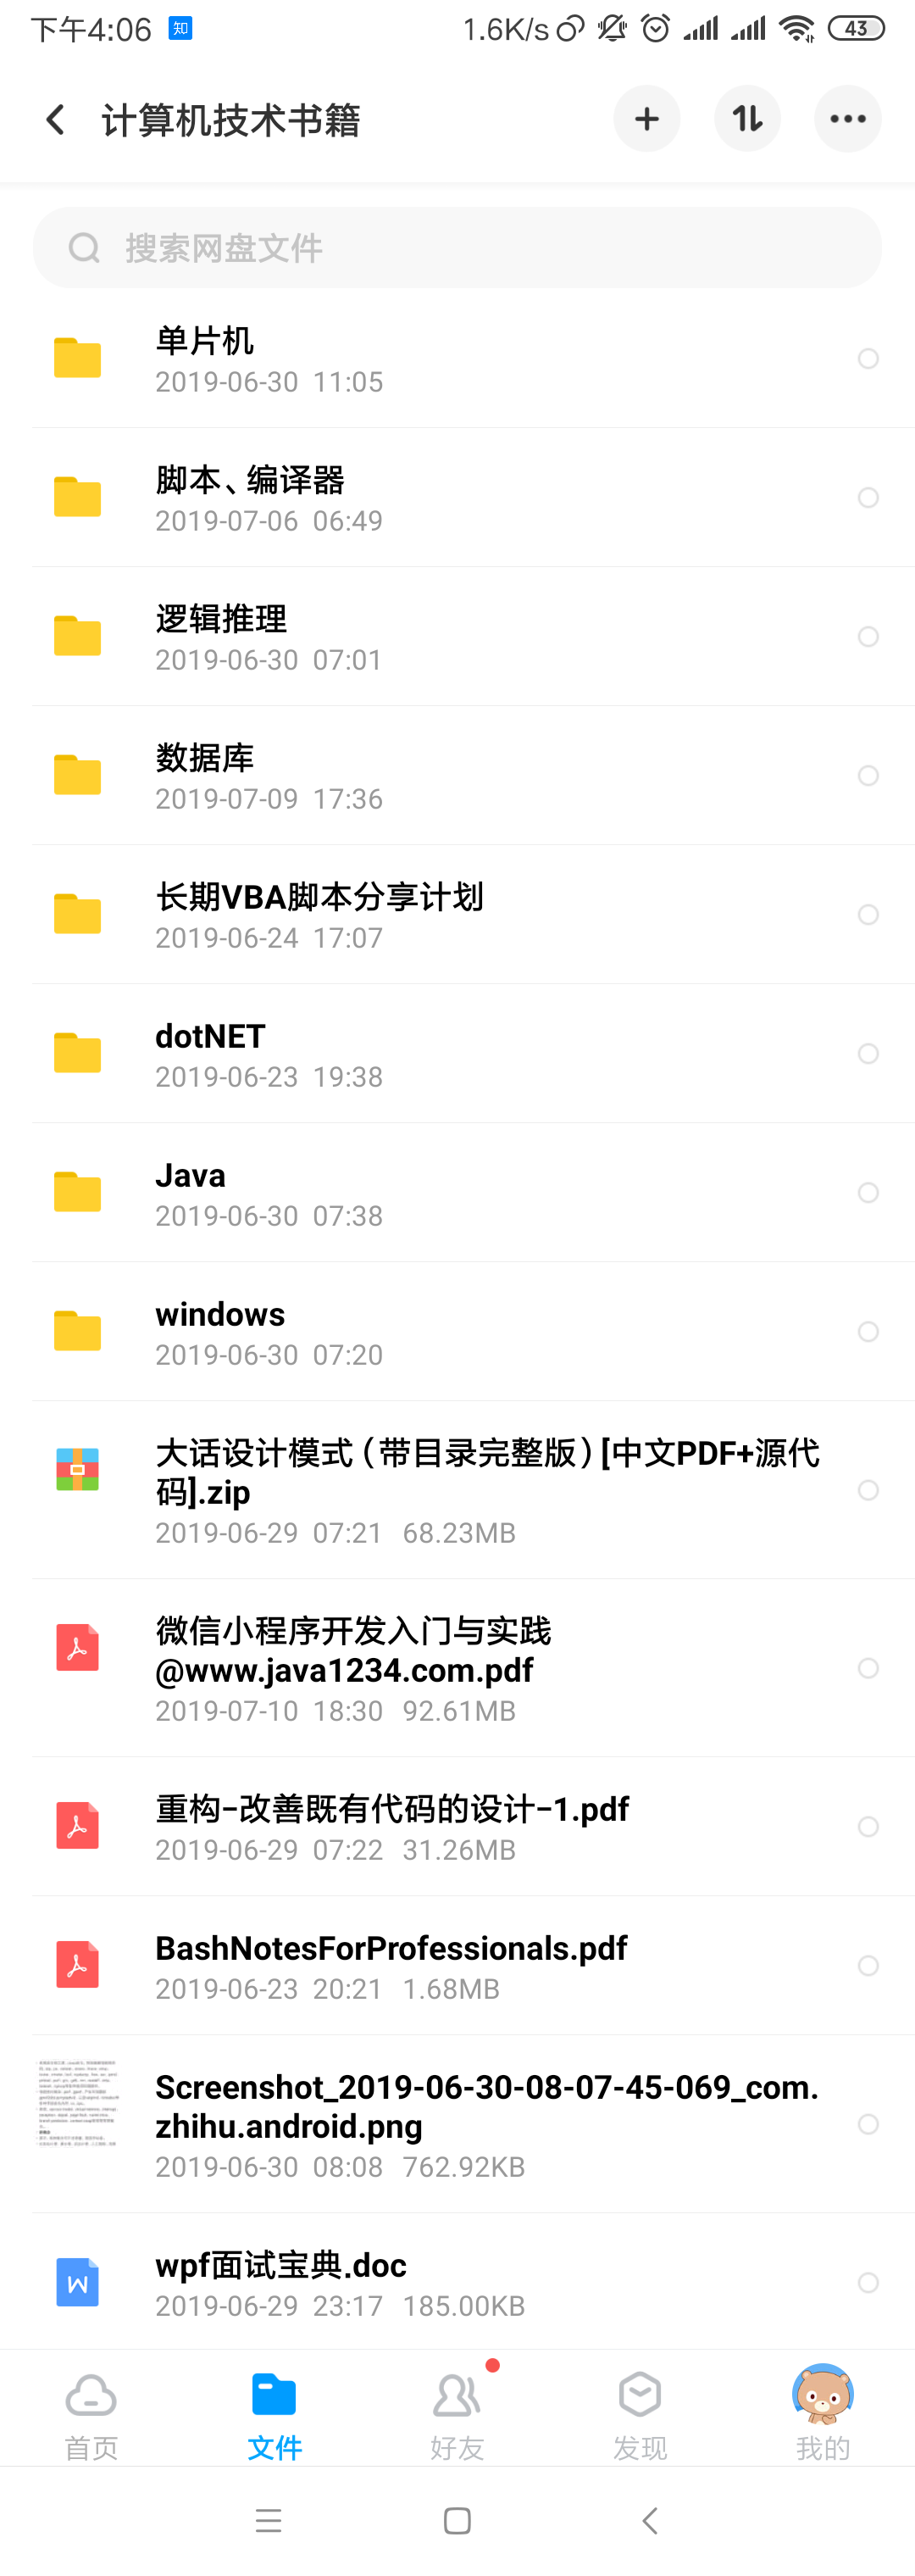 下午4:06 知 1.6K/s 43
计算机技术书籍
搜索网盘文件
单片机
2019-06-30 11:05
脚本、编译器
2019-07-06 06:49
逻辑推理
2019-06-30 07:01
数据库
2019-07-09 17:36
长期VBA脚本分享计划
2019-06-24 17:07
dotNET
2019-06-23 19:38
Java
2019-06-30 07:38
windows
2019-06-30 07:20
大话设计模式（带目录完整版）[中文PDF+源代
码].zip
2019-06-29 07:21 68.23MB
微信小程序开发入门与实践
@www.java1234.com.pdf
2019-07-10 18:30 92.61MB
重构-改善既有代码的设计-1.pdf
2019-06-29 07:22 31.26MB
BashNotesForProfessionals.pdf
2019-06-23 20:21 1.68MB
Screenshot_2019-06-30-08-07-45-069_com.
zhihu.android.png
2019-06-30 08:08 762.92KB
W
wpf面试宝典.doc
2019-06-29 23:17 185.00KB
首页 文件 好友 发现 我的